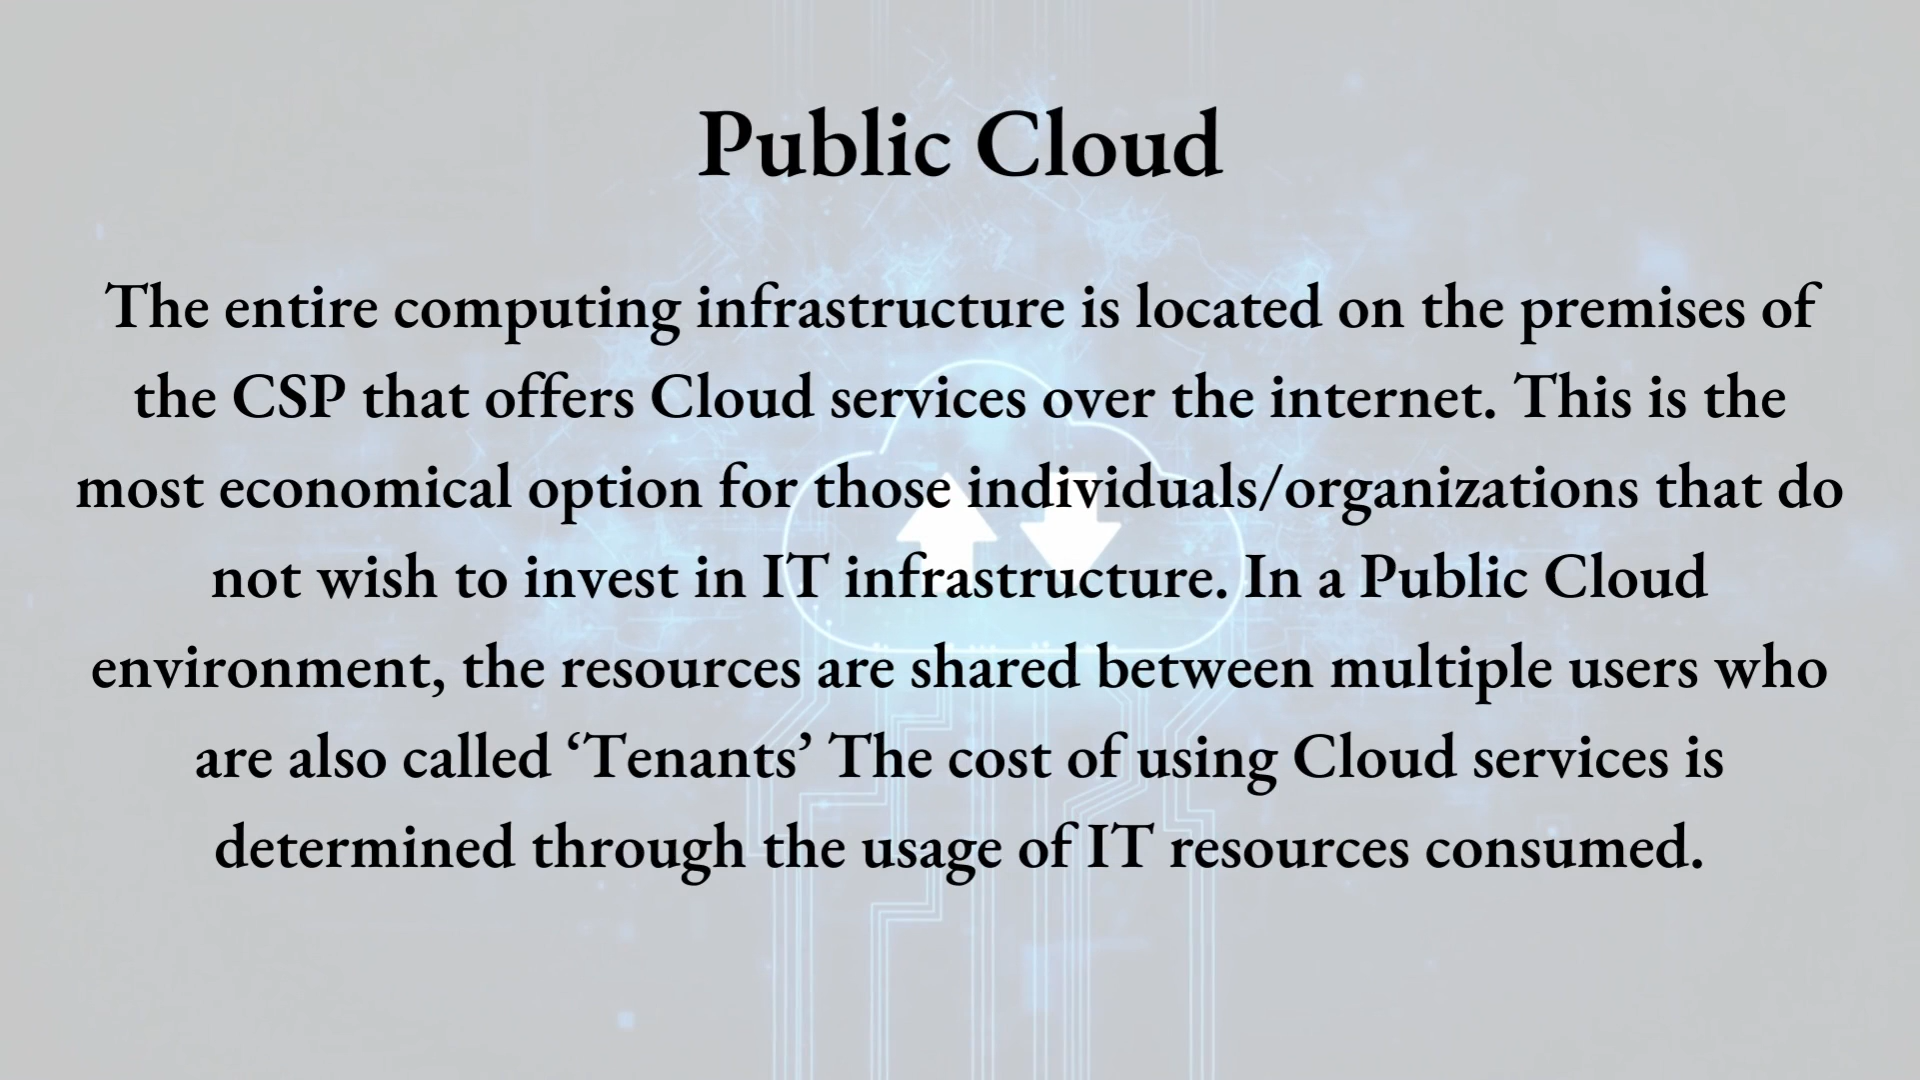 Public Cloud
The entire computing infrastructure is located on the premises of
the CSP that offers Cloud services over the internet. This is the
most economical option for those individuals/organizations that do
not wish to invest in IT infrastructure. In a Public Cloud
environment, the resources are shared between multiple users who
are also called ‘Tenants’ The cost of using Cloud services is
determined through the usage of IT resources consumed.